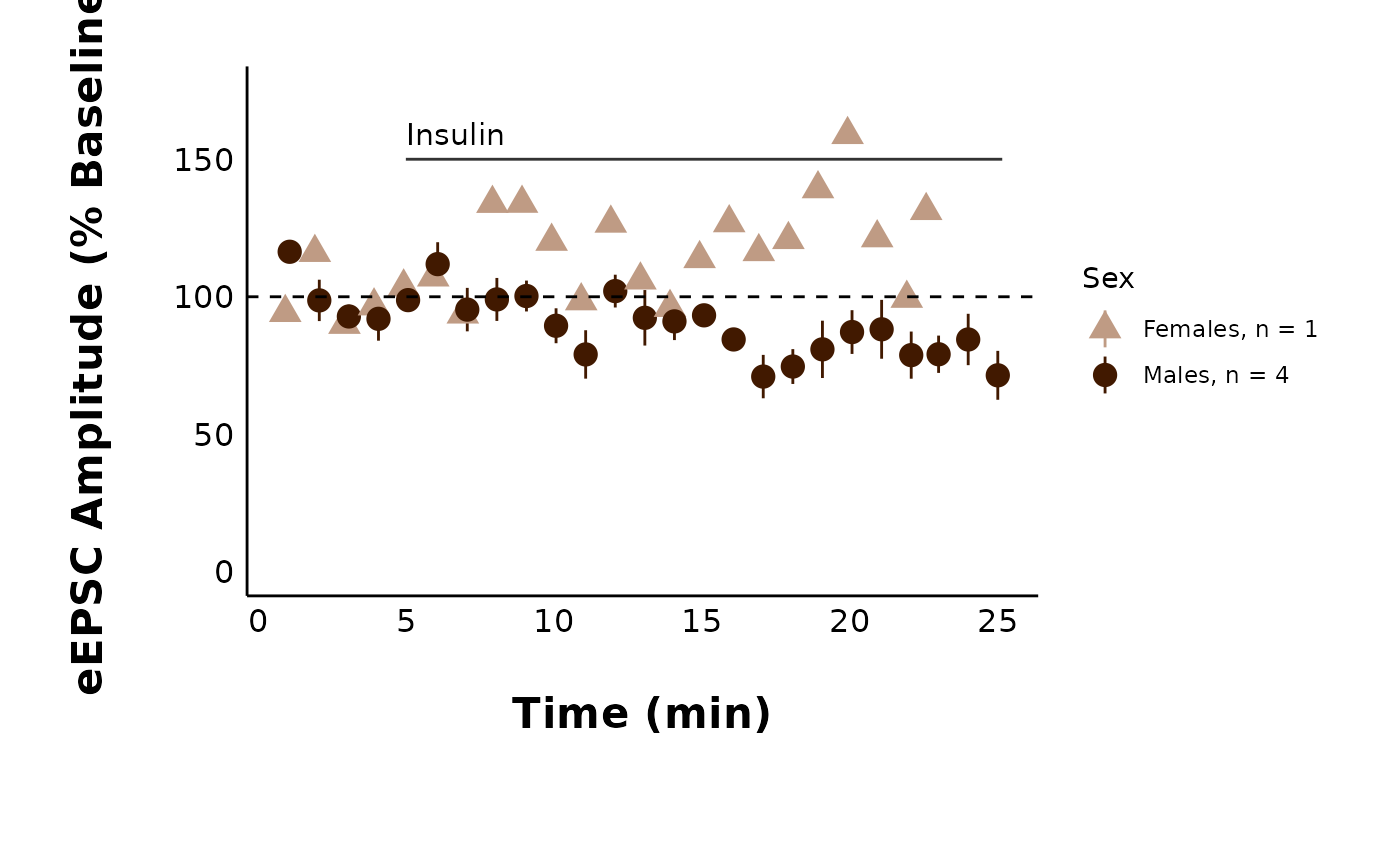 eEPSC Amplitude (% Baseline
Insulin
150
100
50
0
0 5 10 15 20 25
Time (min)
Sex
Females, n = 1
Males, n = 4